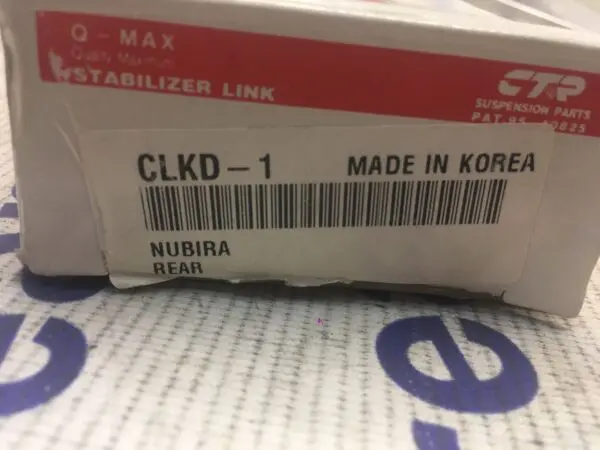 Q-MAX
Quality Maximum
STABILIZER LINK
CTR
SUSPENSION PARTS
CLKD-1 MADE IN KOREA
NUBIRA
REAR